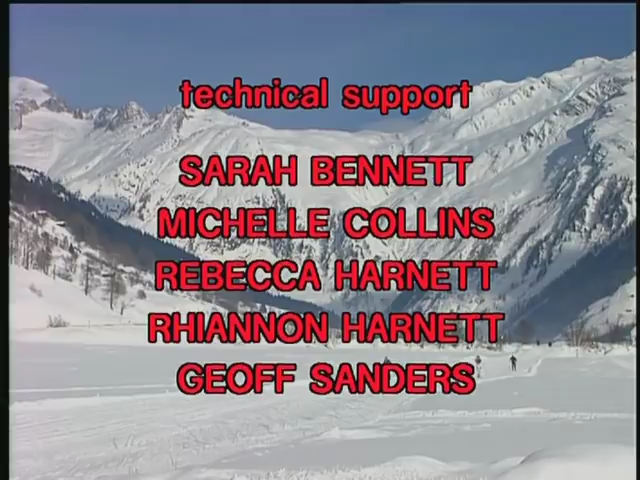 technical support
SARAH BENNETT
MICHELLE COLLINS
REBECCA HARNETT
RHIANNON HARNETT
GEOFF SANDERS